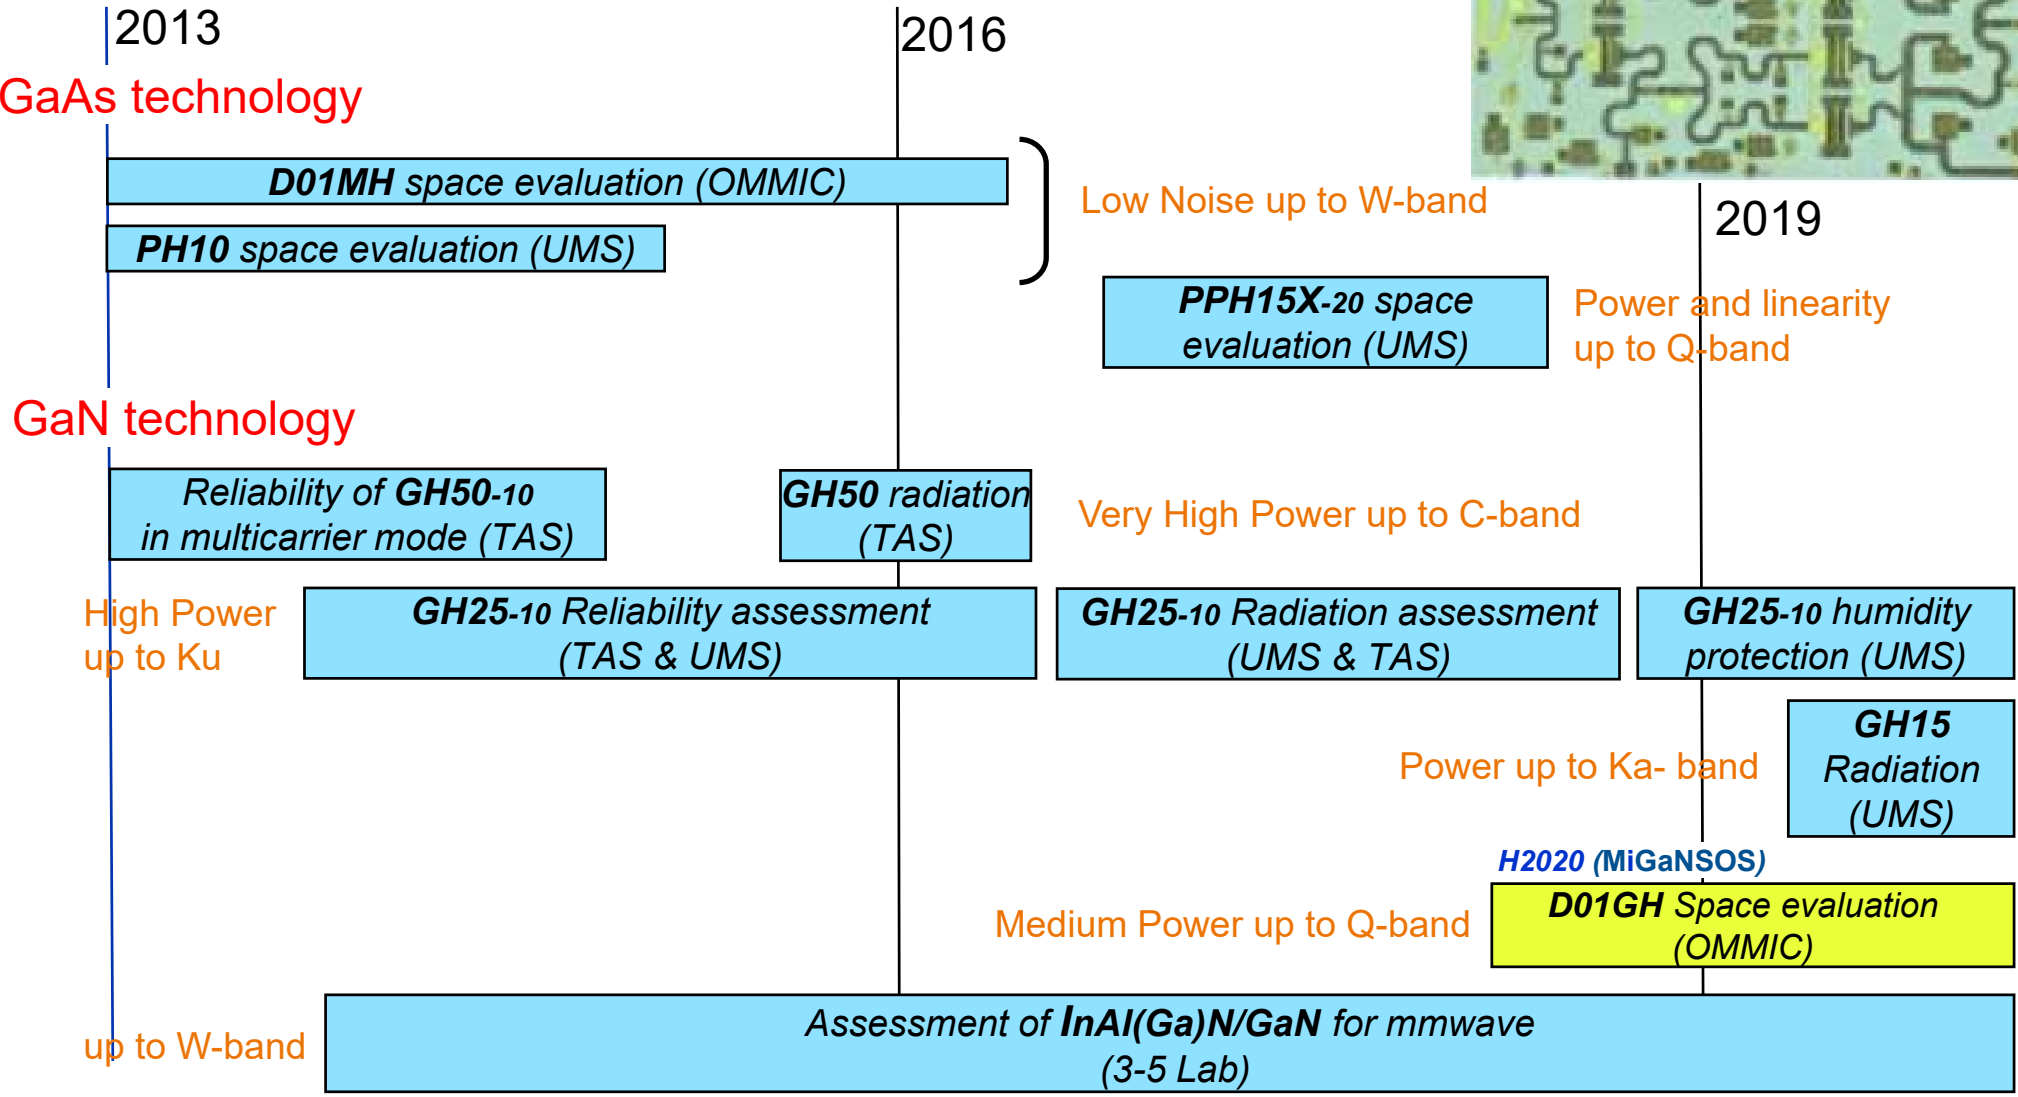 2013
2016
GaAs technology
D01MH space evaluation (OMMIC)
Low Noise up to W-band
2019
PH10 space evaluation (UMS)
PPH15X-20 space
evaluation (UMS)
Power and linearity
up to Q-band
GaN technology
Reliability of GH50-10
in multicarrier mode (TAS)
GH50 radiation
(TAS)
Very High Power up to C-band
High Power
up to Ku
GH25-10 Reliability assessment
(TAS & UMS)
GH25-10 Radiation assessment
(UMS & TAS)
GH25-10 humidity
protection (UMS)
Power up to Ka- band
GH15
Radiation
(UMS)
H2020 (MiGaNSOS)
Medium Power up to Q-band
D01GH Space evaluation
(OMMIC)
up to W-band
Assessment of InAl(Ga)N/GaN for mmwave
(3-5 Lab)